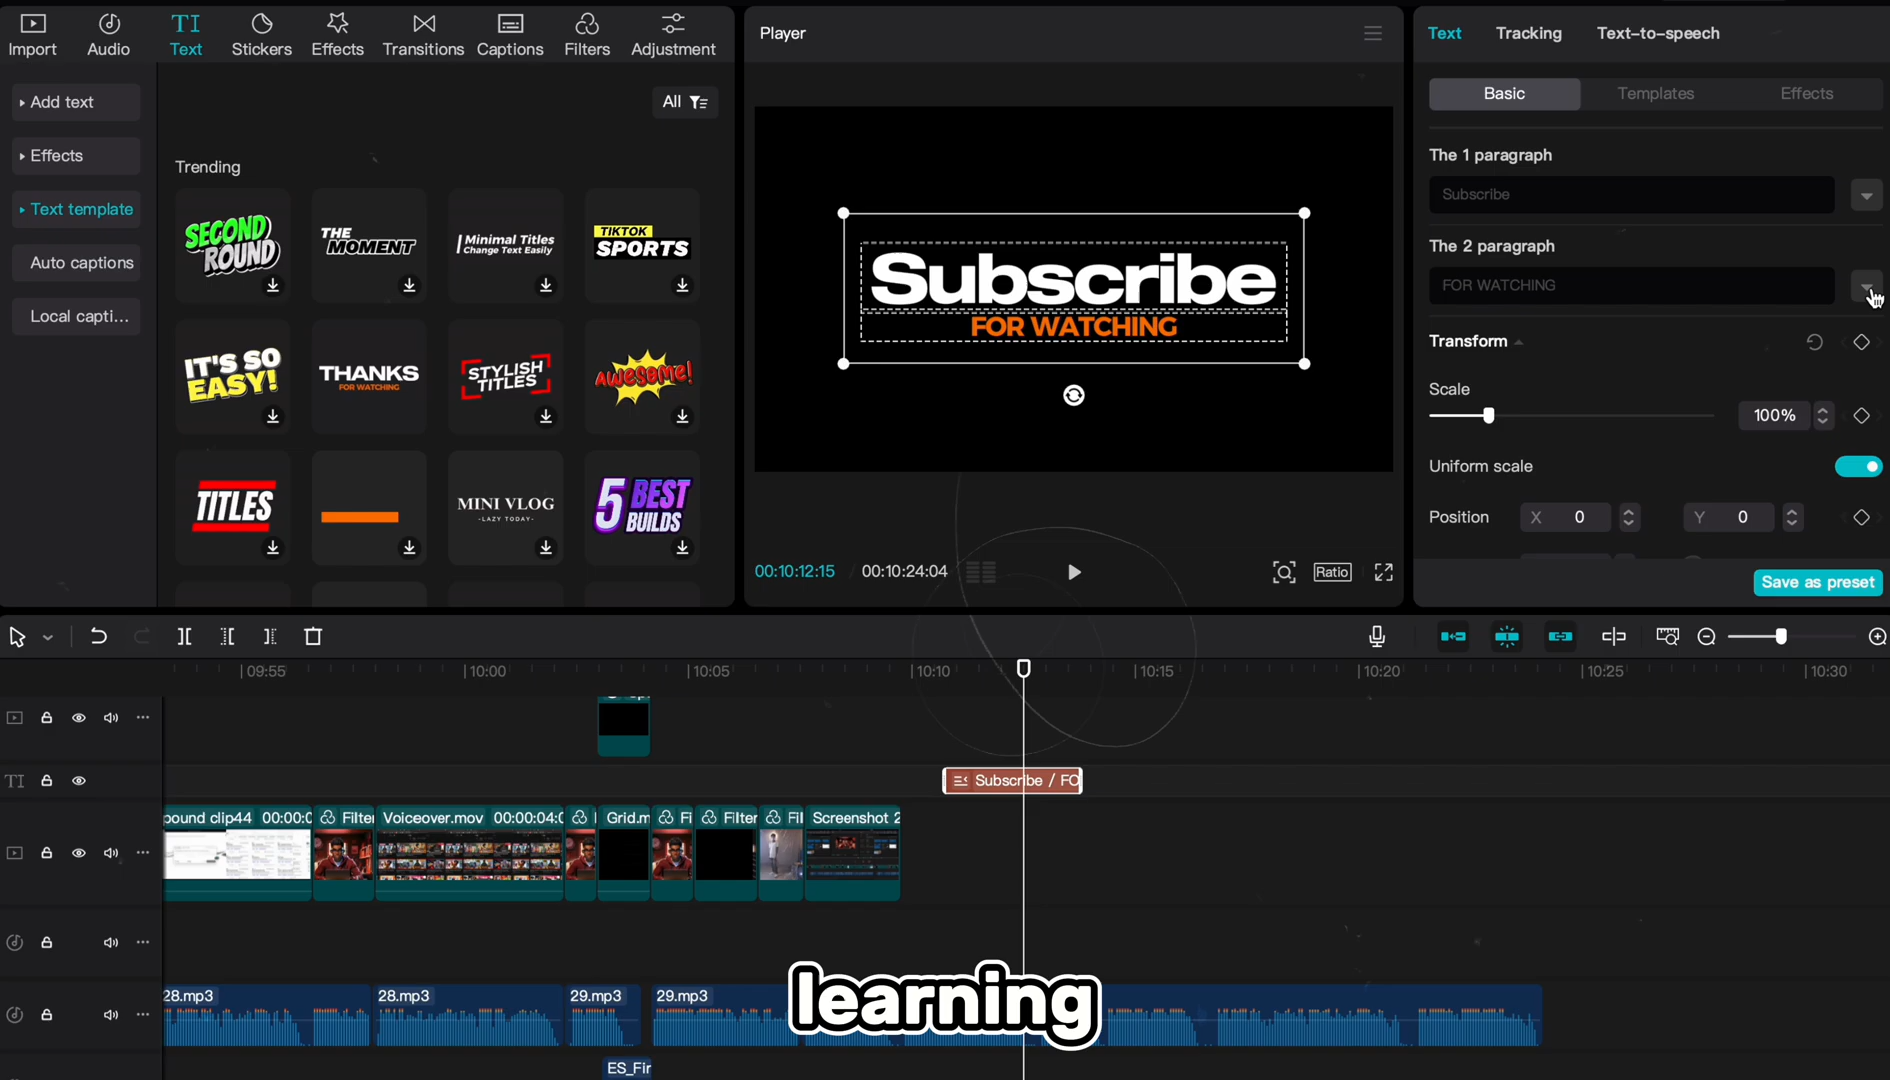 Import
Audio
Text
Stickers
Effects
Transitions
Captions
Filters
Adjustment
Add text
Effects
Text template
Auto captions
Local capti...
All
Trending
SECOND ROUND
THE MOMENT
Minimal Titles
Change Text Easily
TIKTOK
SPORTS
IT'S SO EASY!
THANKS
FOR WATCHING
STYLISH TITLES
AWESOME!
TITLES
MINI VLOG
-LAZY TODAY-
5 BEST BUILDS
Player
Subscribe
FOR WATCHING
00:10:12:15 / 00:10:24:04
Ratio
Text
Tracking
Text-to-speech
Basic
Templates
Effects
The 1 paragraph
Subscribe
The 2 paragraph
FOR WATCHING
Transform
Scale
100%
Uniform scale
Position X 0 Y 0
Save as preset
09:55
10:00
10:05
10:10
10:15
10:20
10:25
10:30
TI
Subscribe / FO
pound clip44 00:00:0
Filter
Voiceover.mov 00:00:04:0
Grid.m
Fi
Filter
Fil
Screenshot 2
28.mp3
28.mp3
29.mp3
29.mp3
learning
ES_Fir